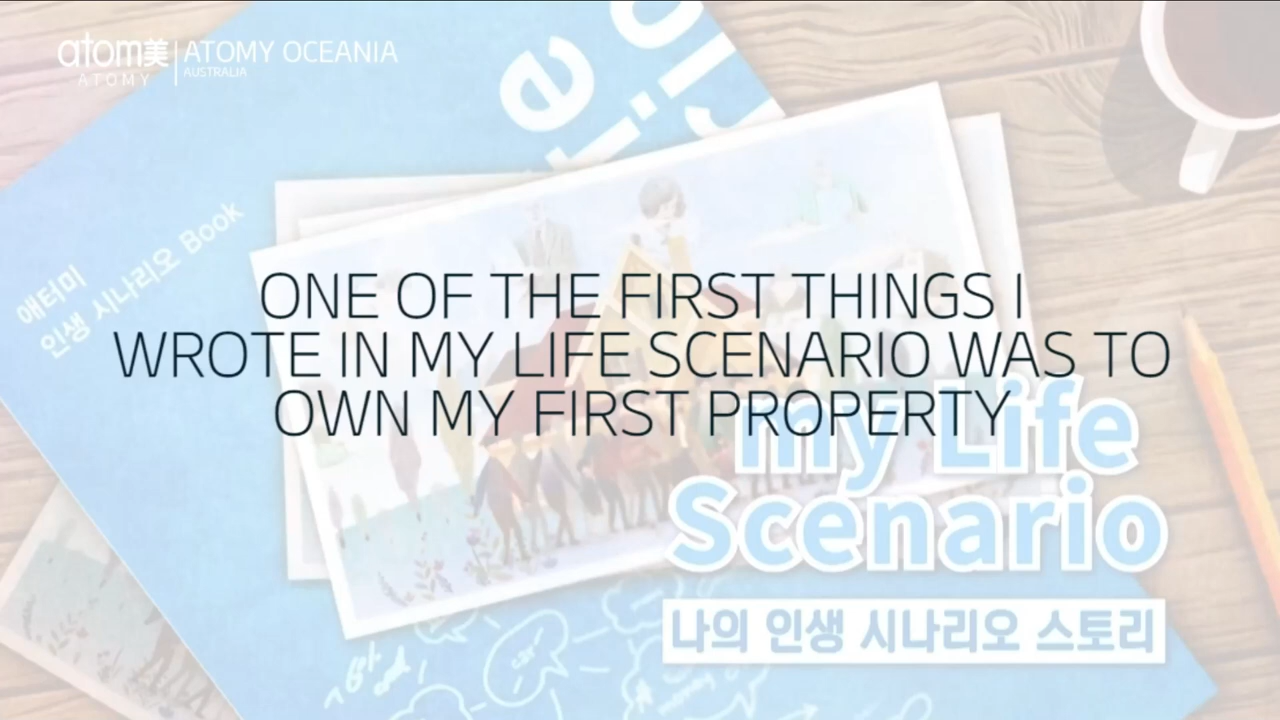 atom美
ATOMY
ATOMY OCEANIA
AUSTRALIA
애터미
인생 시나리오 Book
ONE OF THE FIRST THINGS I
WROTE IN MY LIFE SCENARIO WAS TO
OWN MY FIRST PROPERTY
my Life
Scenario
나의 인생 시나리오 스토리